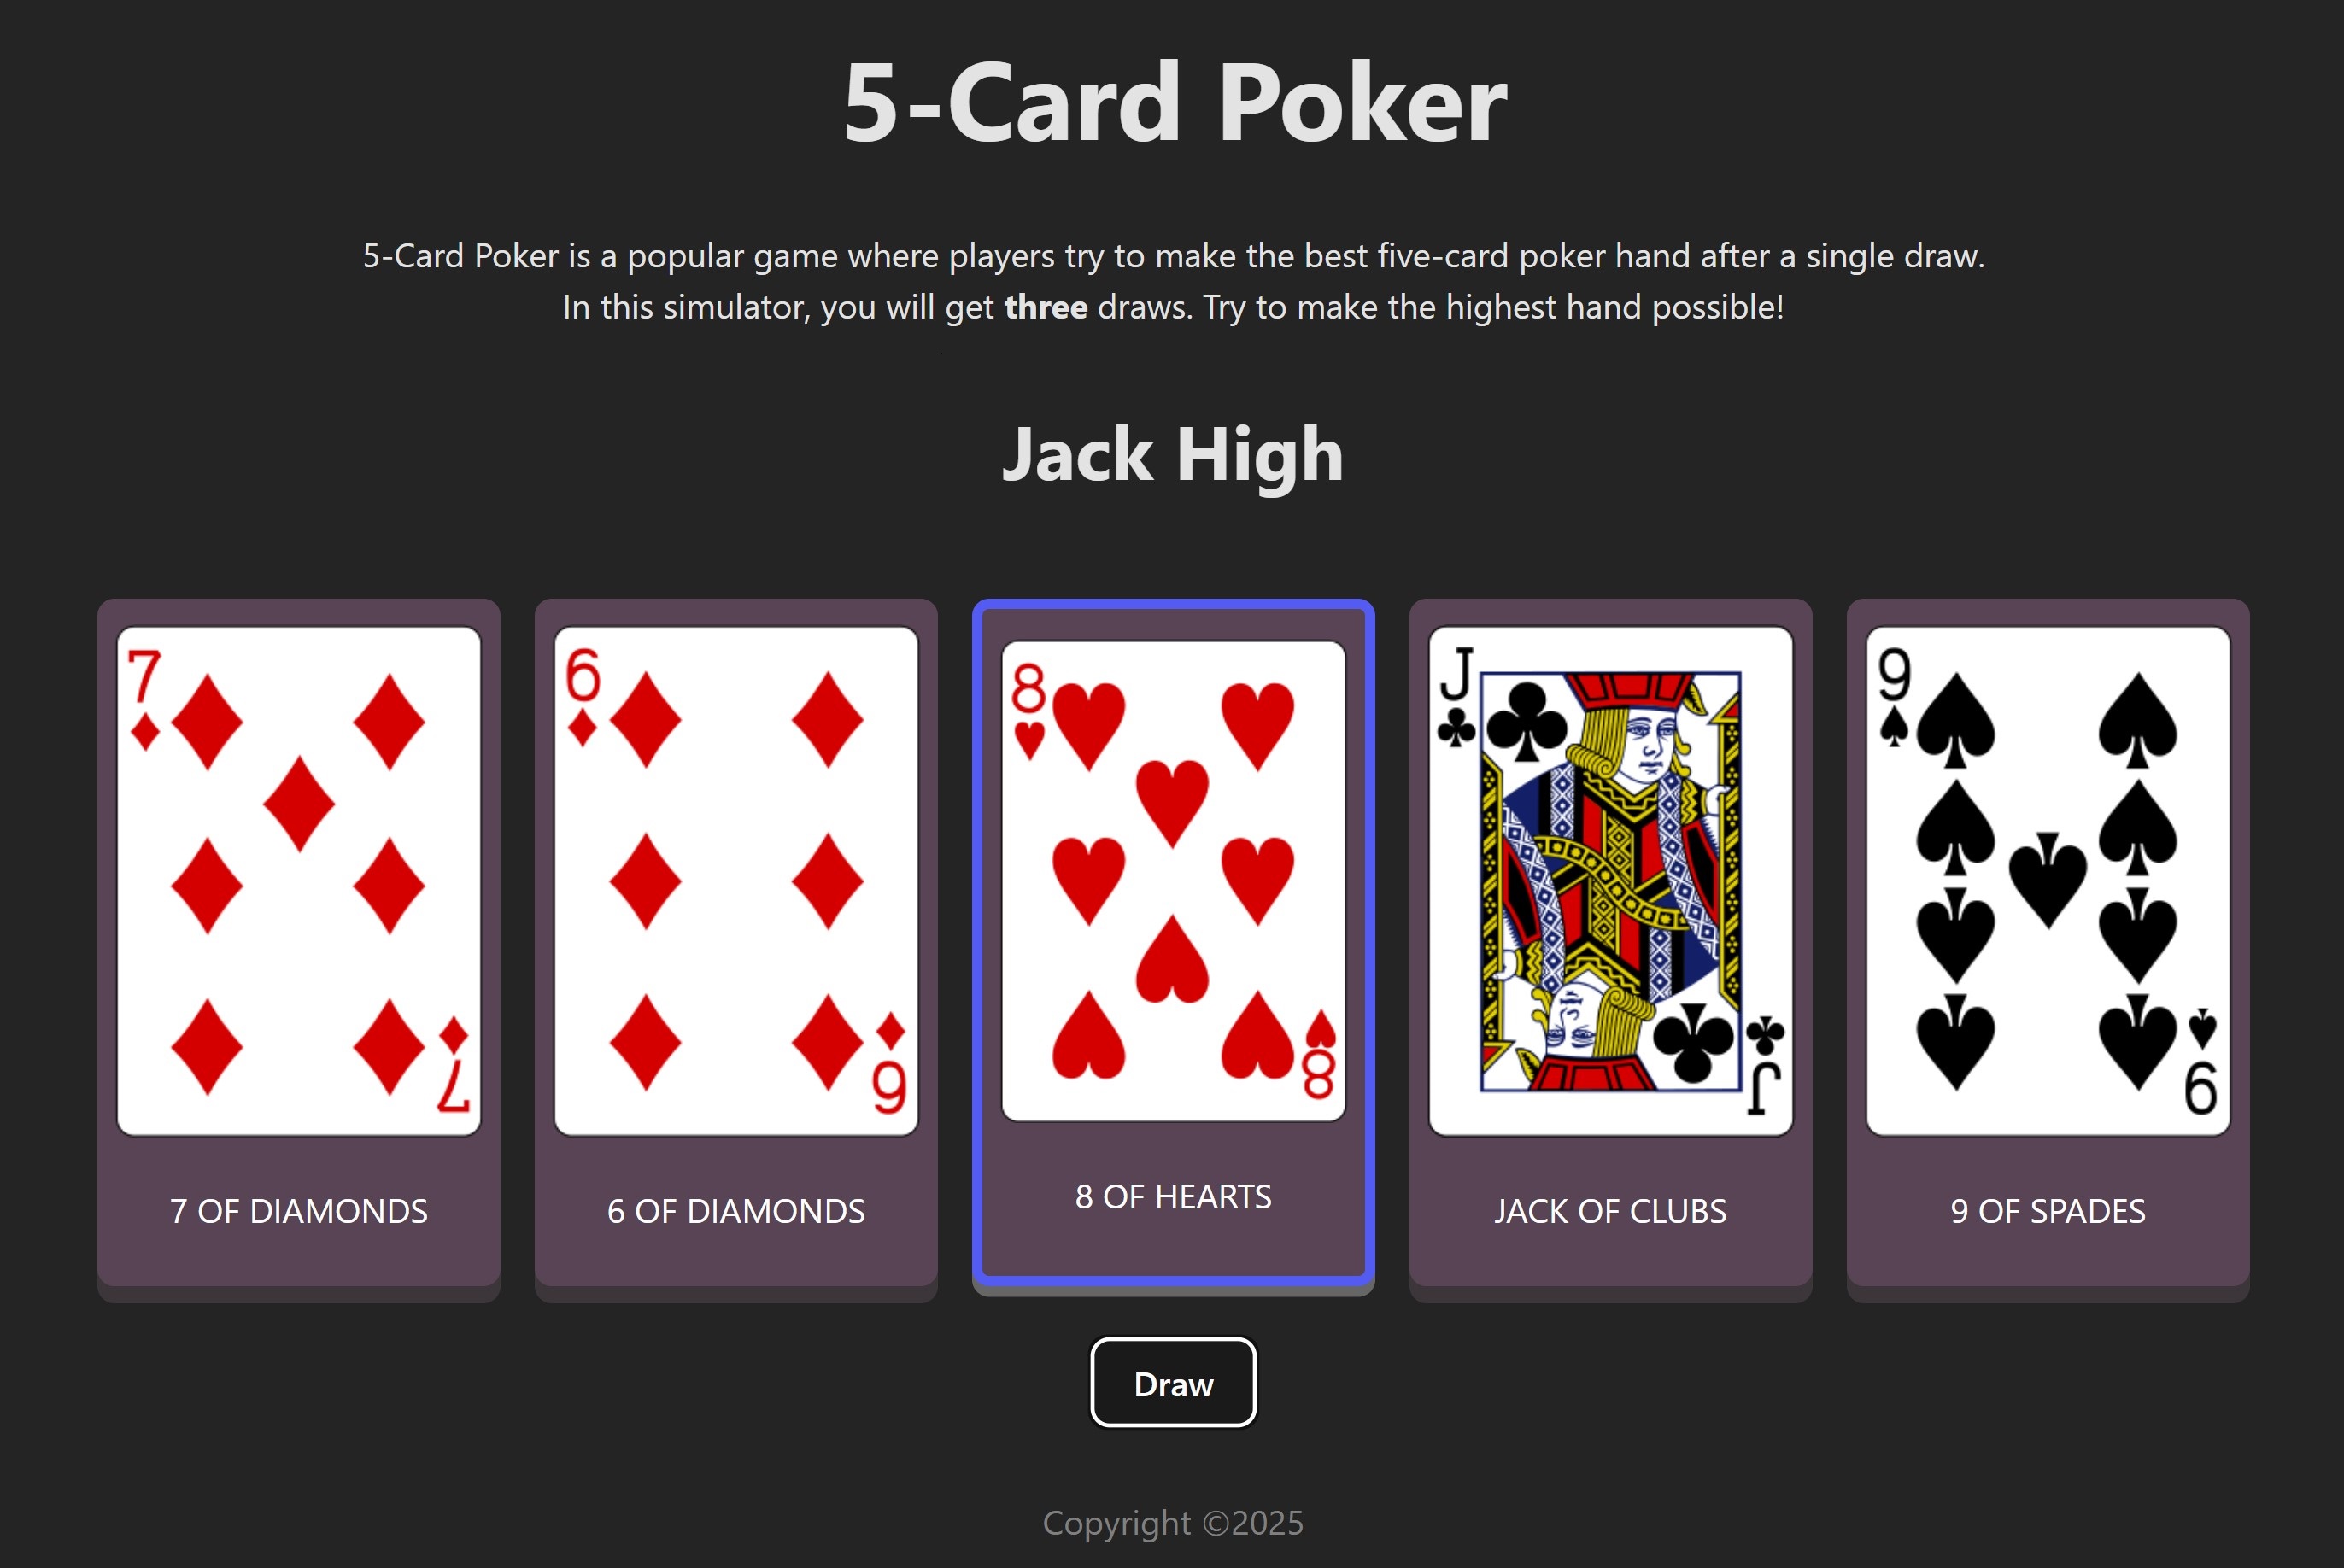 5-Card Poker
5-Card Poker is a popular game where players try to make the best five-card poker hand after a single draw.
In this simulator, you will get three draws. Try to make the highest hand possible!
Jack High
7
7
6
6
8
8
J
J
9
9
7 OF DIAMONDS
6 OF DIAMONDS
8 OF HEARTS
JACK OF CLUBS
9 OF SPADES
Draw
Copyright ©2025